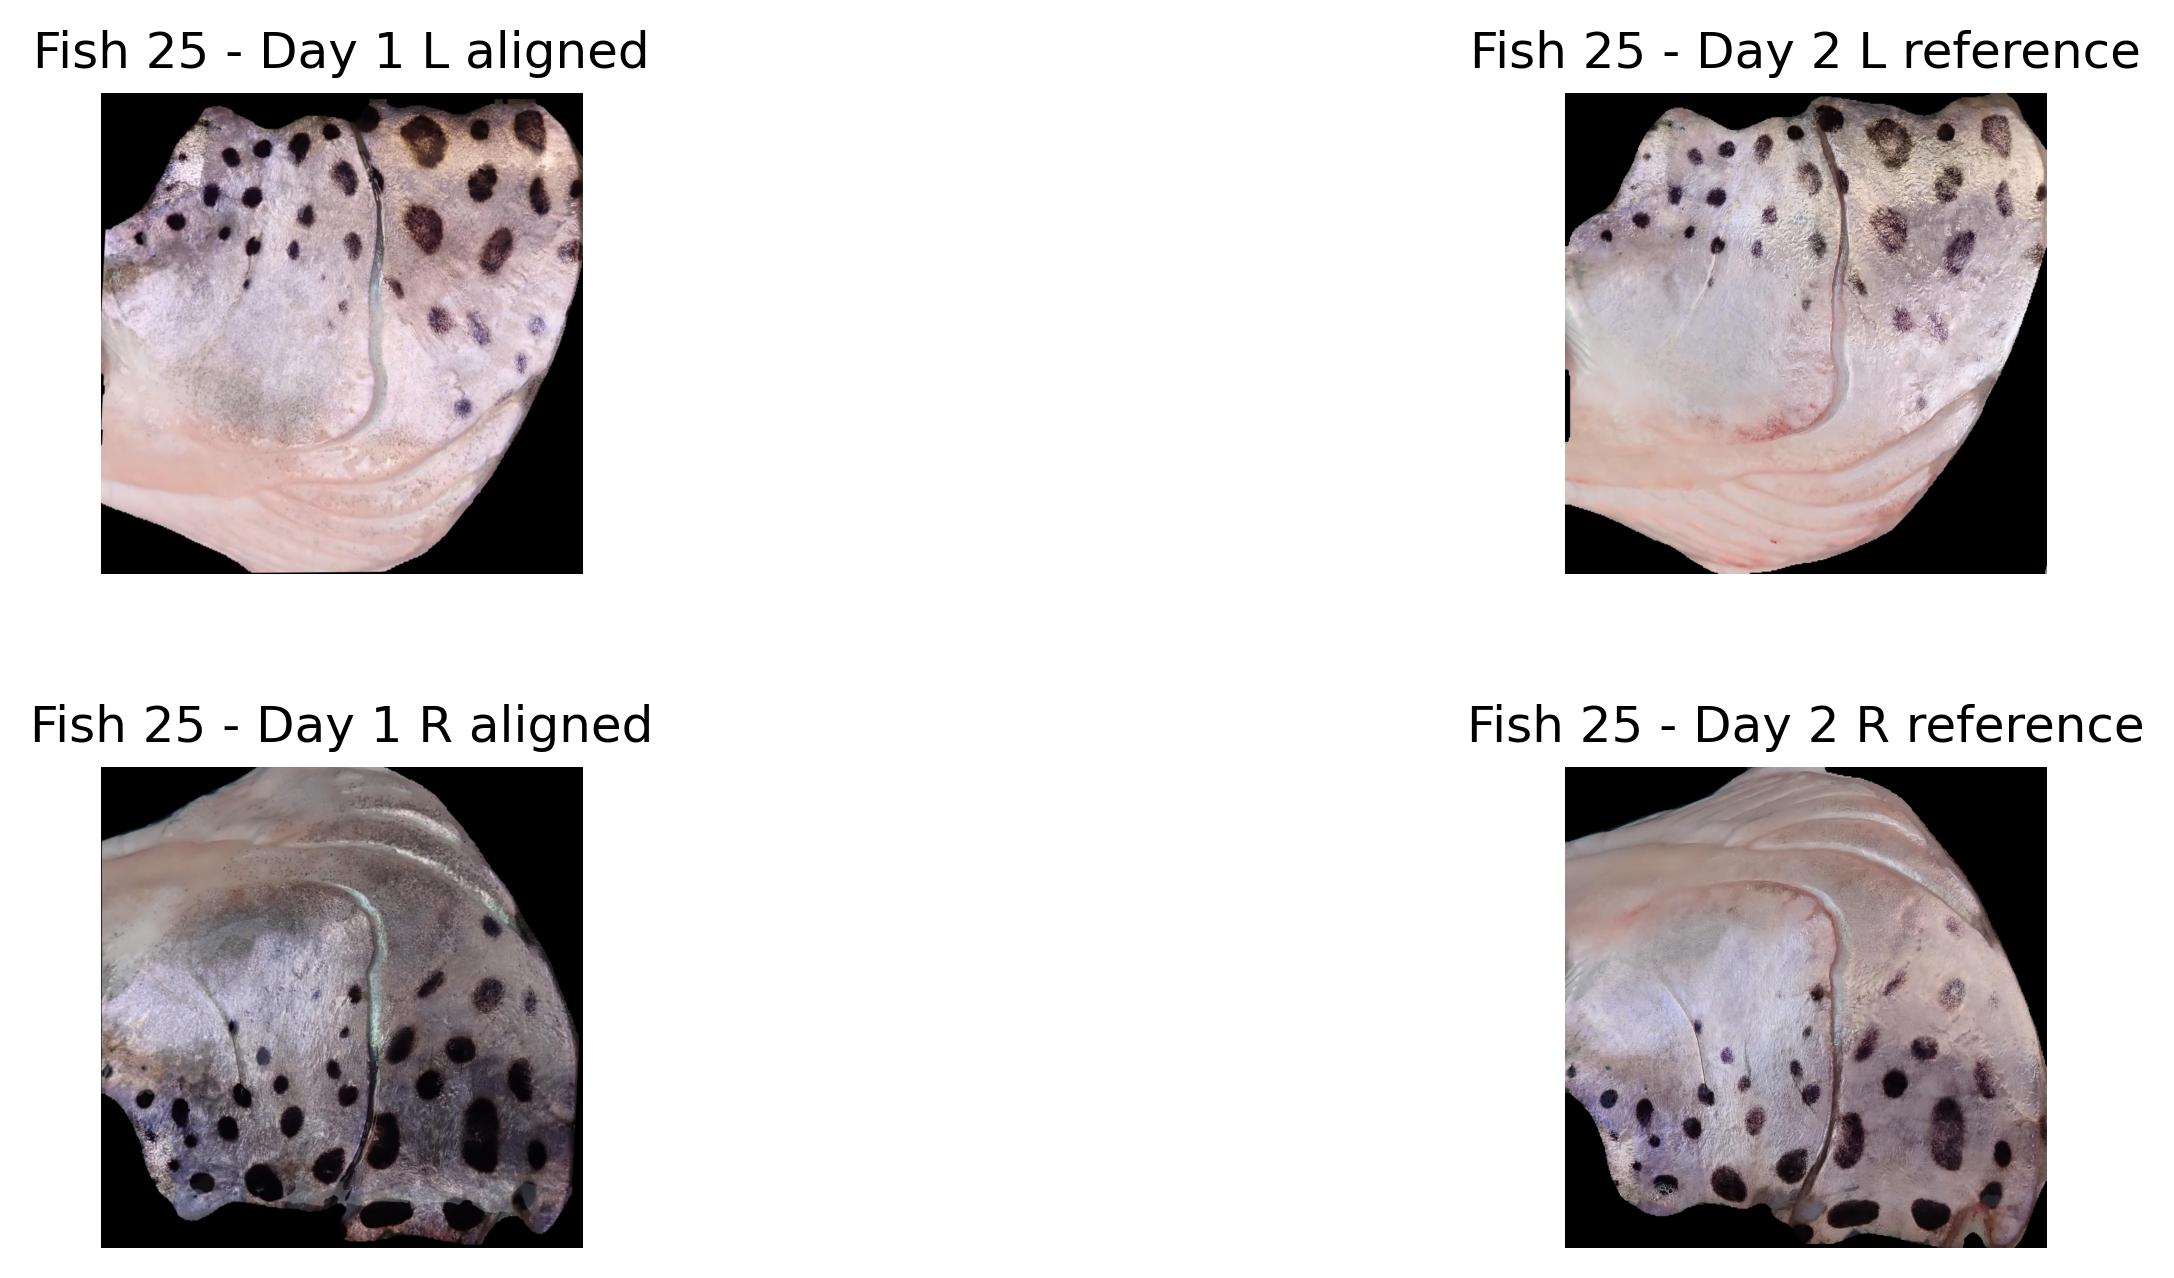 Fish 25 - Day 1 L aligned
Fish 25 - Day 2 L reference
Fish 25 - Day 1 R aligned
Fish 25 - Day 2 R reference